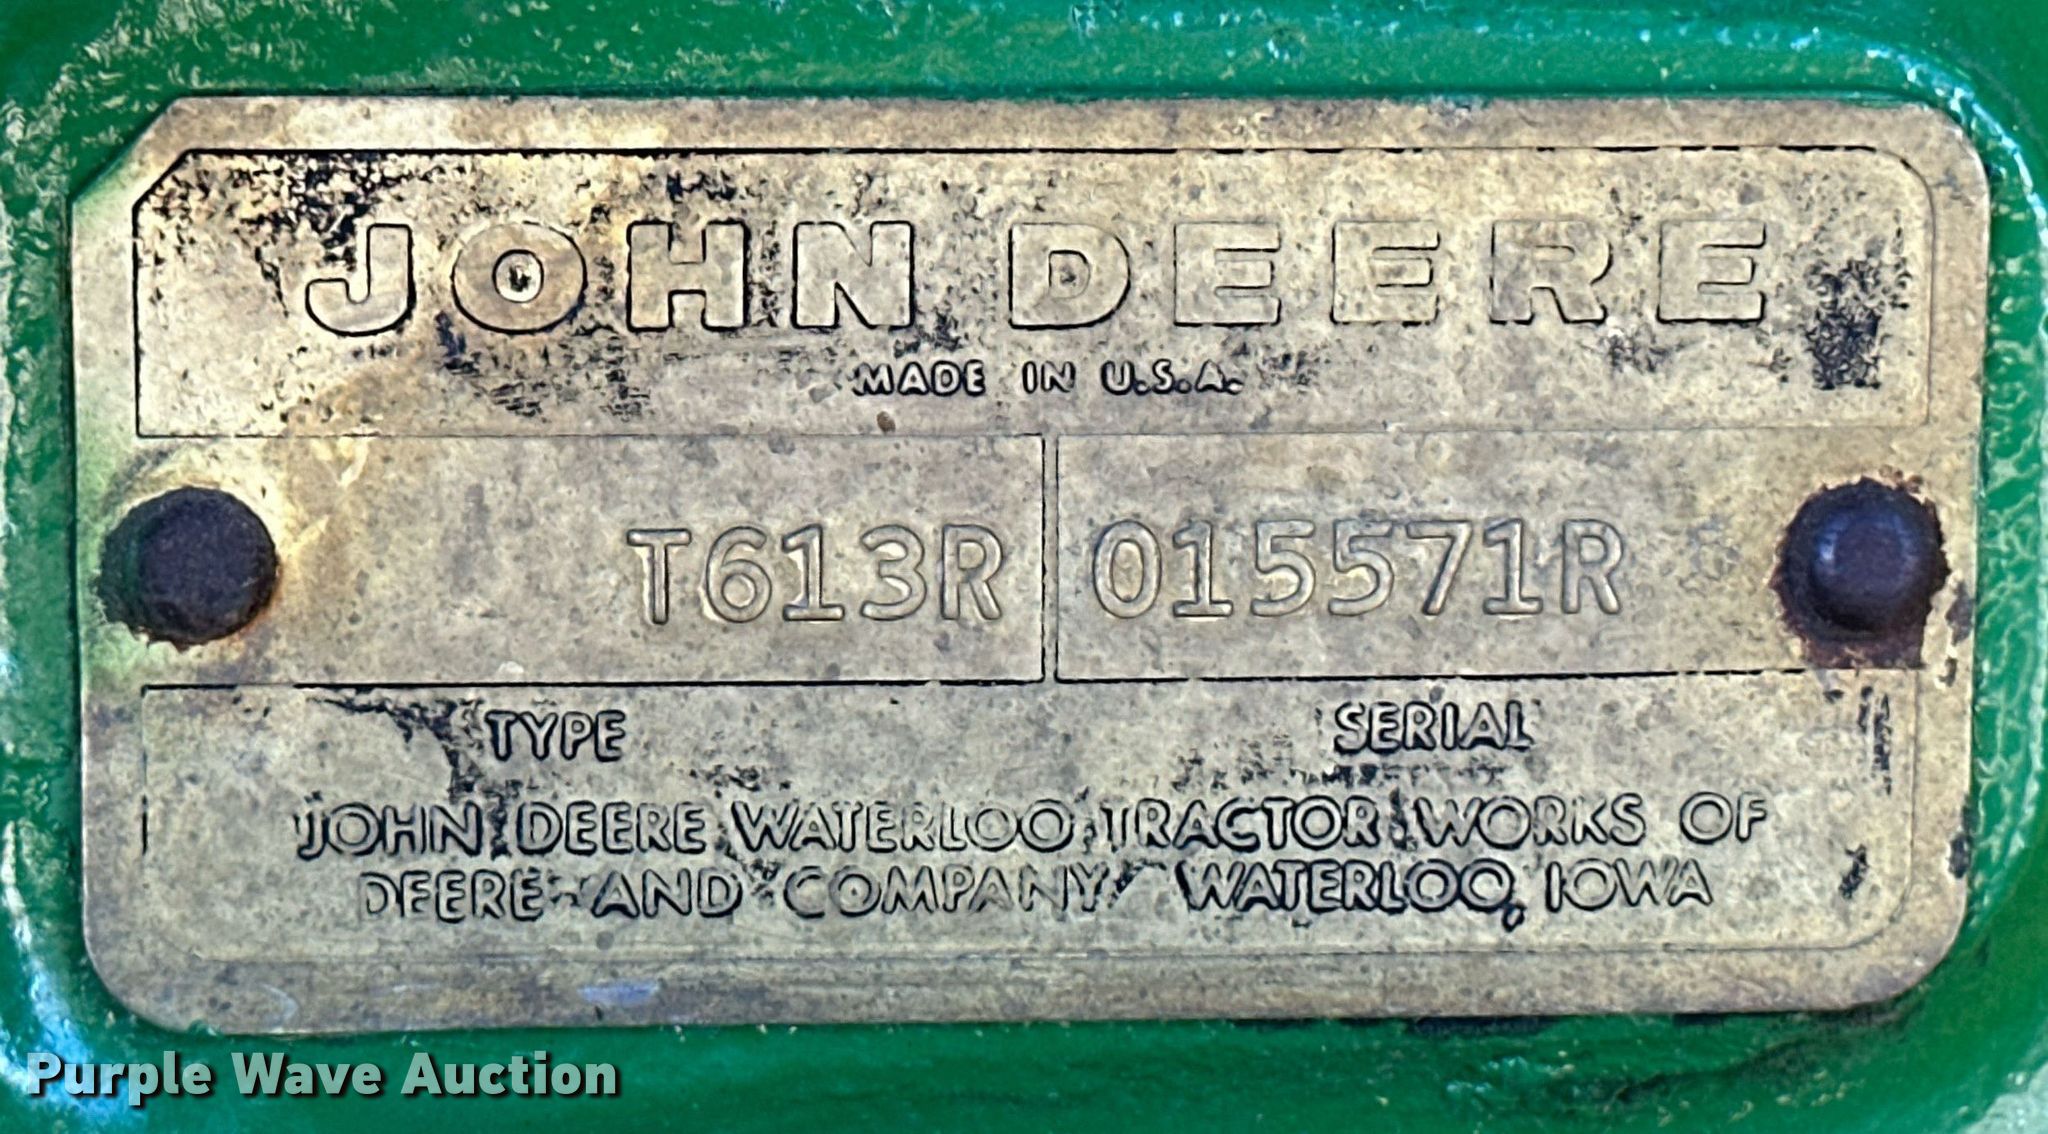 JOHN DEERE
MADE IN U.S.A.
T613R 015571R
TYPE SERIAL
JOHN DEERE WATERLOO TRACTOR WORKS OF
DEERE AND COMPANY WATERLOO, IOWA
Purple Wave Auction